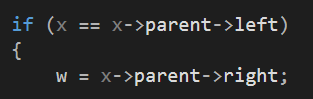 if (x == x->parent->left)
{
    w = x->parent->right;